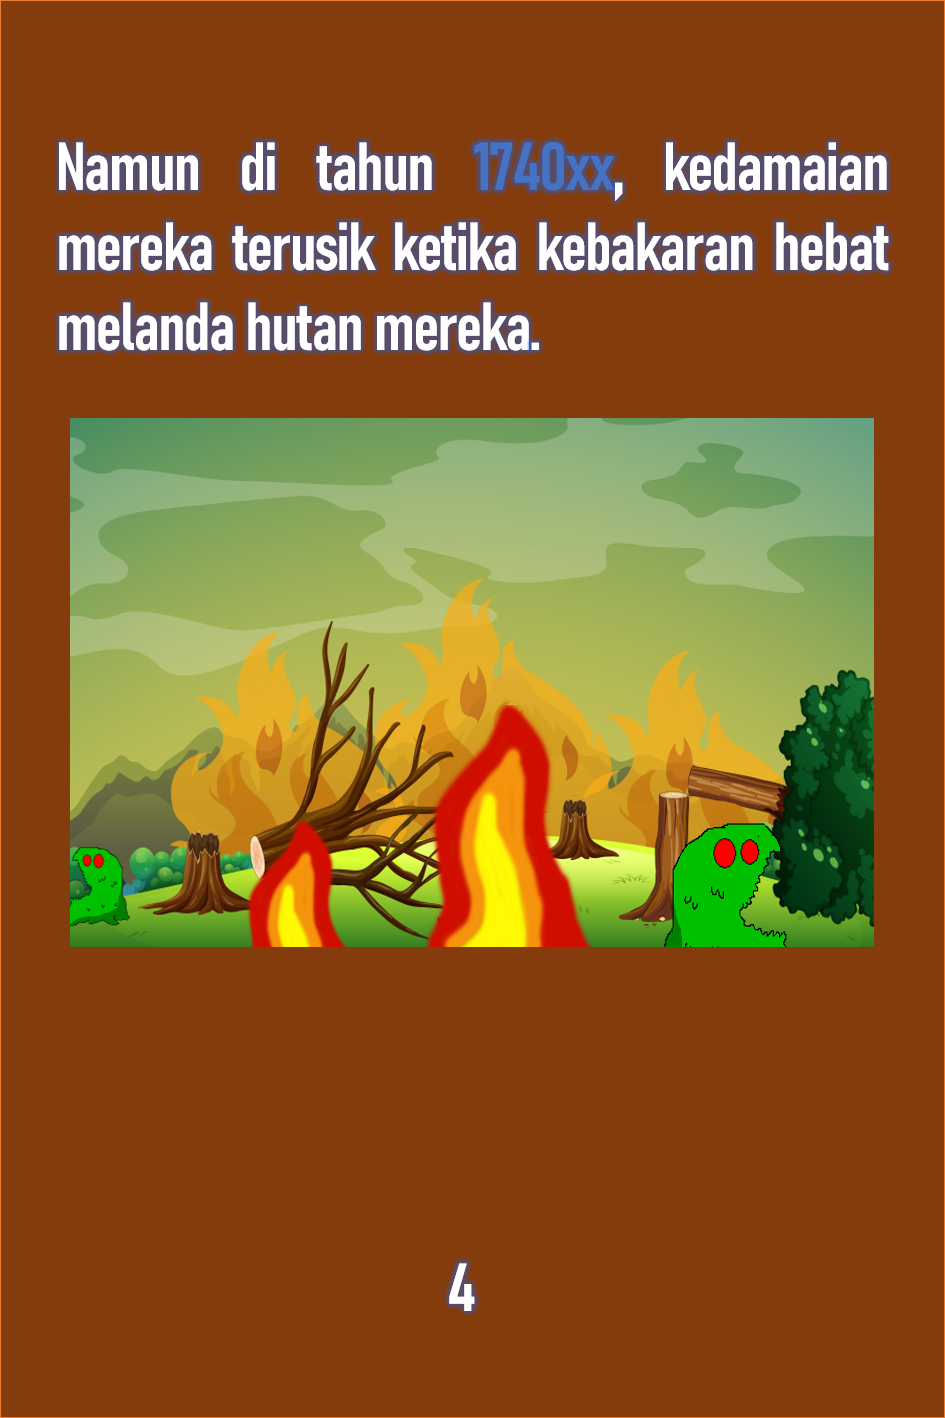 Namun di tahun 1740xx, kedamaian
mereka terusik ketika kebakaran hebat
melanda hutan mereka.
4